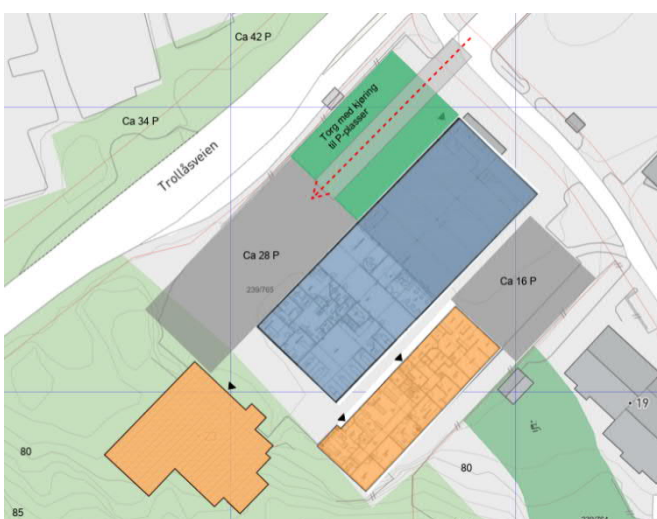 Ca 42 P
Ca 34 P
Torg med kjøring
til P-plasser
Trollåsveien
Ca 28 P
239/765
Ca 16 P
19
80
80
85